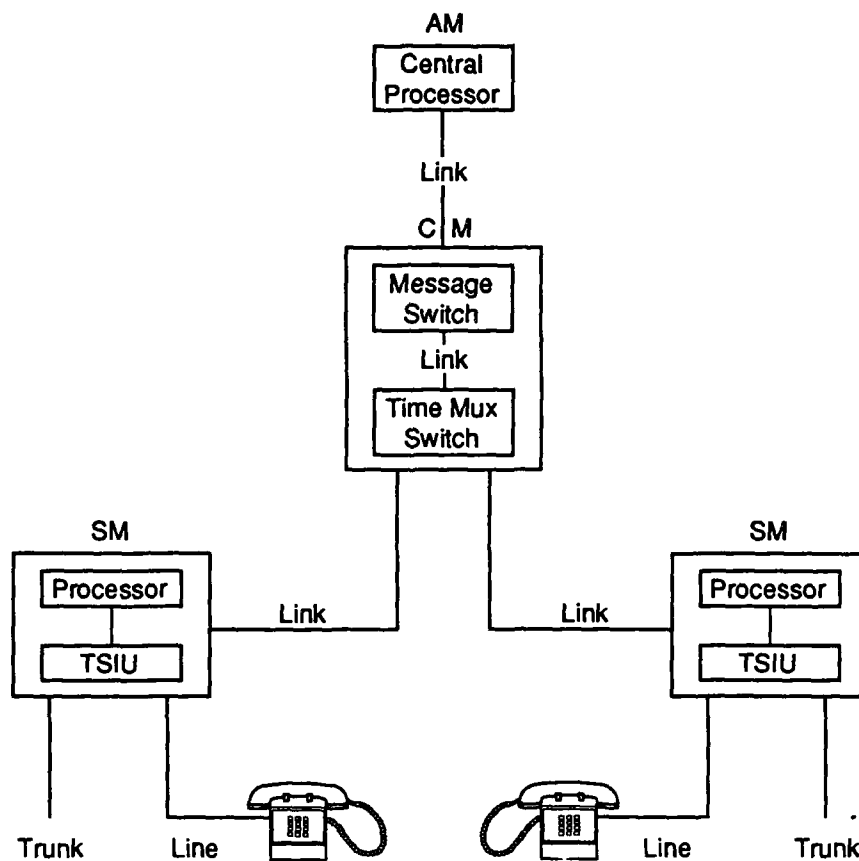 AM
Central
Processor
Link
C M
Message
Switch
Link
Time Mux
Switch
SM
SM
Processor
Processor
Link
Link
TSIU
TSIU
Trunk
Line
Line
Trunk